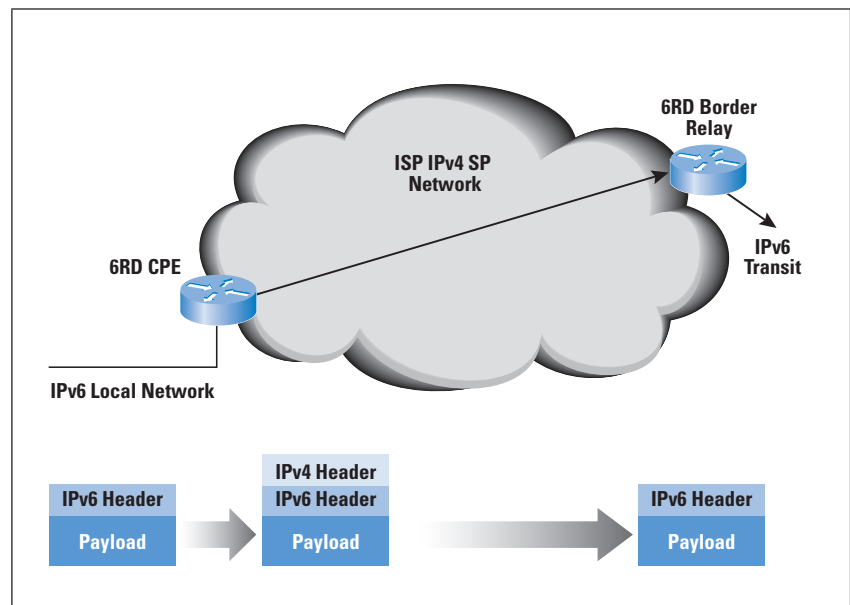 6RD Border
Relay
ISP IPv4 SP
Network
IPv6
Transit
6RD CPE
IPv6 Local Network
IPv4 Header
IPv6 Header
IPv6 Header
IPv6 Header
Payload
Payload
Payload